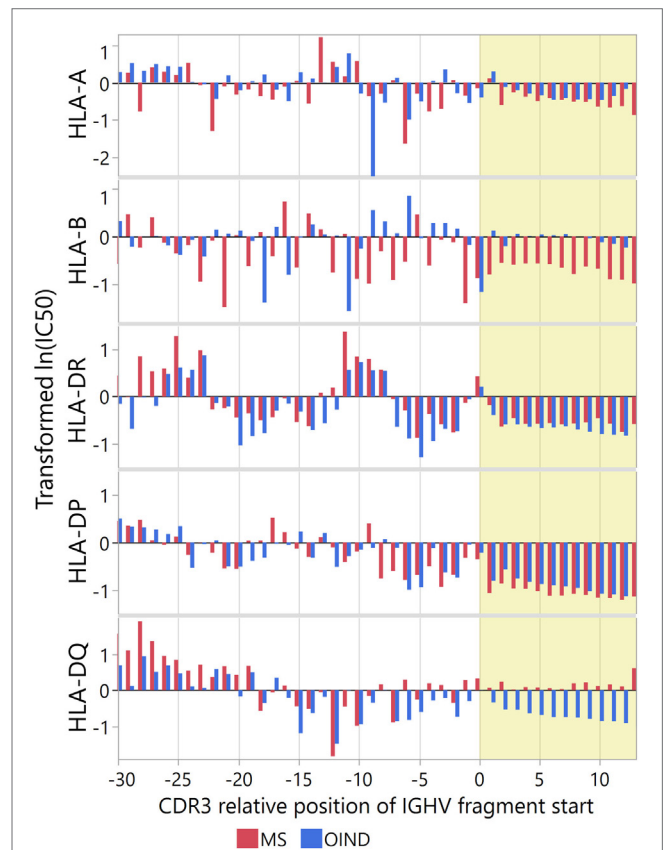 Transformed ln(IC50)
HLA-A
1
0
-1
-2
HLA-B
1
0
-1
HLA-DR
1
0
-1
HLA-DP
1
0
-1
HLA-DQ
1
0
-1
-30 -25 -20 -15 -10 -5 0 5 10
CDR3 relative position of IGHV fragment start
MS OIND